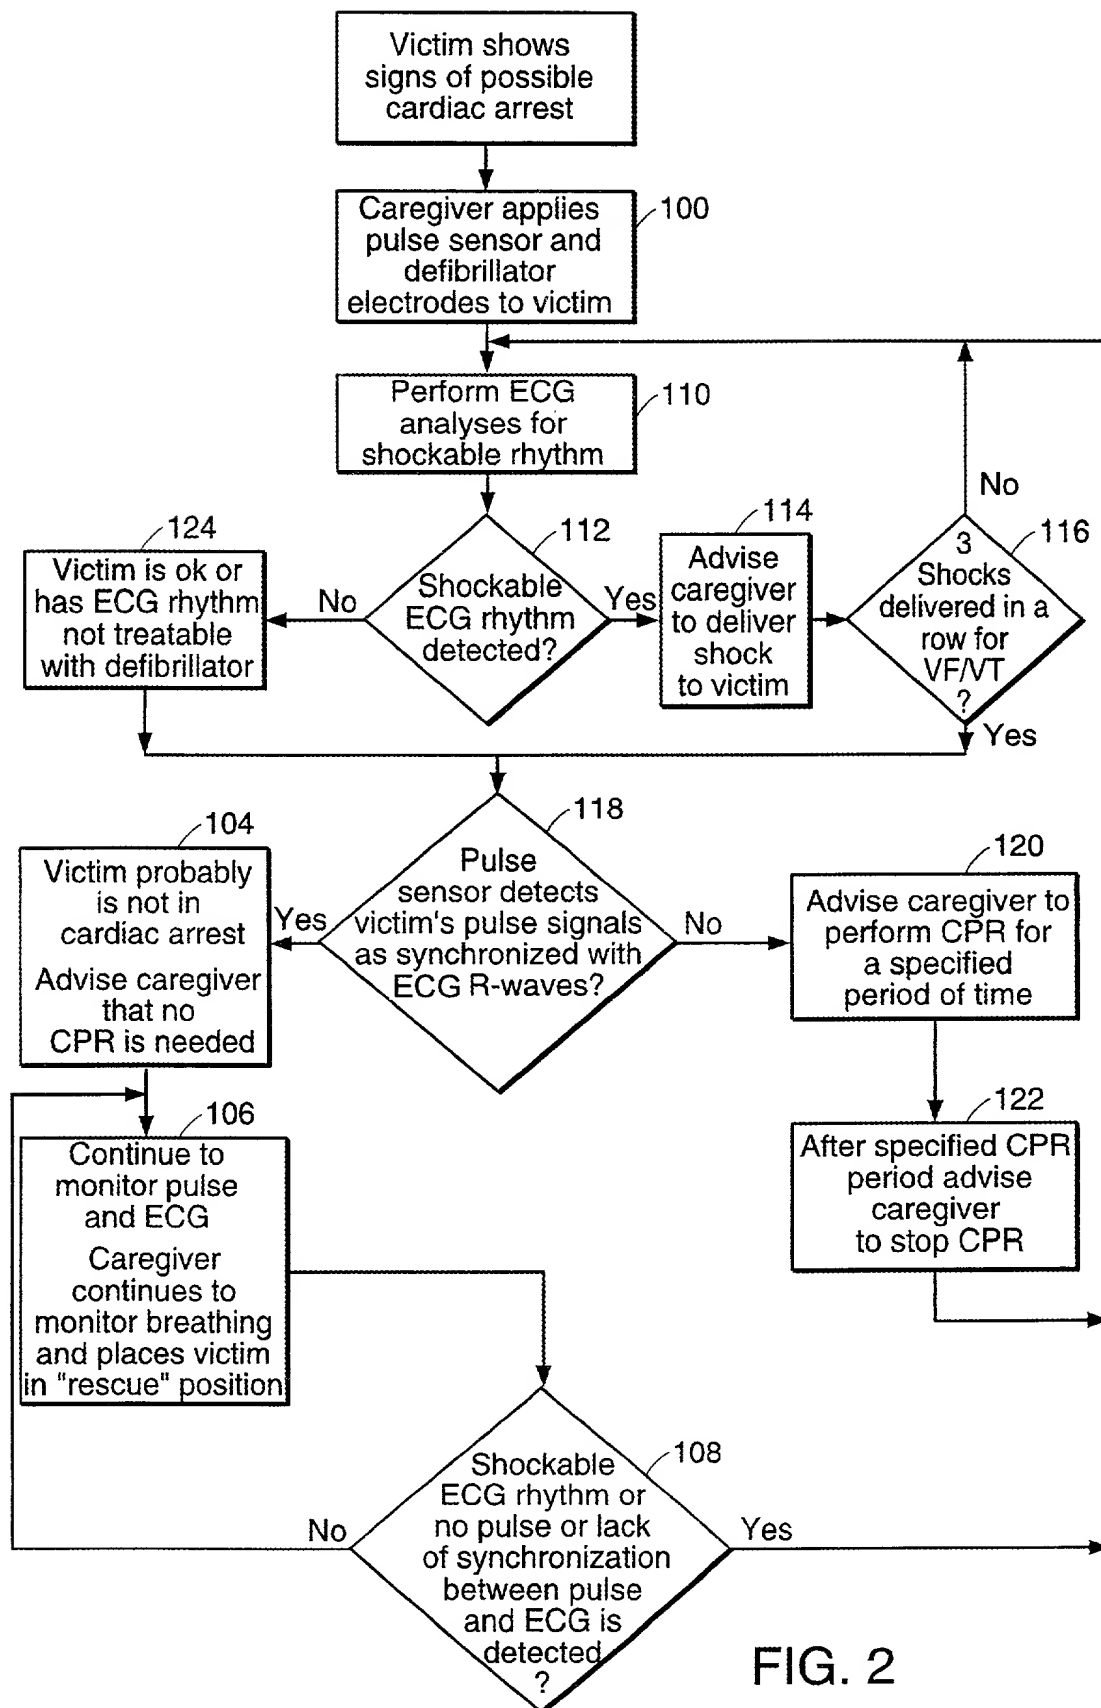 Victim shows
signs of possible
cardiac arrest
100
Caregiver applies
pulse sensor and
defibrillator
electrodes to victim
110
Perform ECG
analyses for
shockable rhythm
124
Victim is ok or
has ECG rhythm
not treatable
with defibrillator
No
112
Shockable
ECG rhythm
detected?
Yes
114
Advise
caregiver
to deliver
shock
to victim
No
116
3
Shocks
delivered in a
row for
VF/VT
?
Yes
118
Pulse
sensor detects
victim's pulse signals
as synchronized with
ECG R-waves?
Yes
No
104
Victim probably
is not in
cardiac arrest
Advise caregiver
that no
CPR is needed
120
Advise caregiver to
perform CPR for
a specified
period of time
106
Continue to
monitor pulse
and ECG
Caregiver
continues to
monitor breathing
and places victim
in "rescue" position
122
After specified CPR
period advise
caregiver
to stop CPR
108
Shockable
ECG rhythm or
no pulse or lack
of synchronization
between pulse
and ECG is
detected
?
No
Yes
FIG. 2